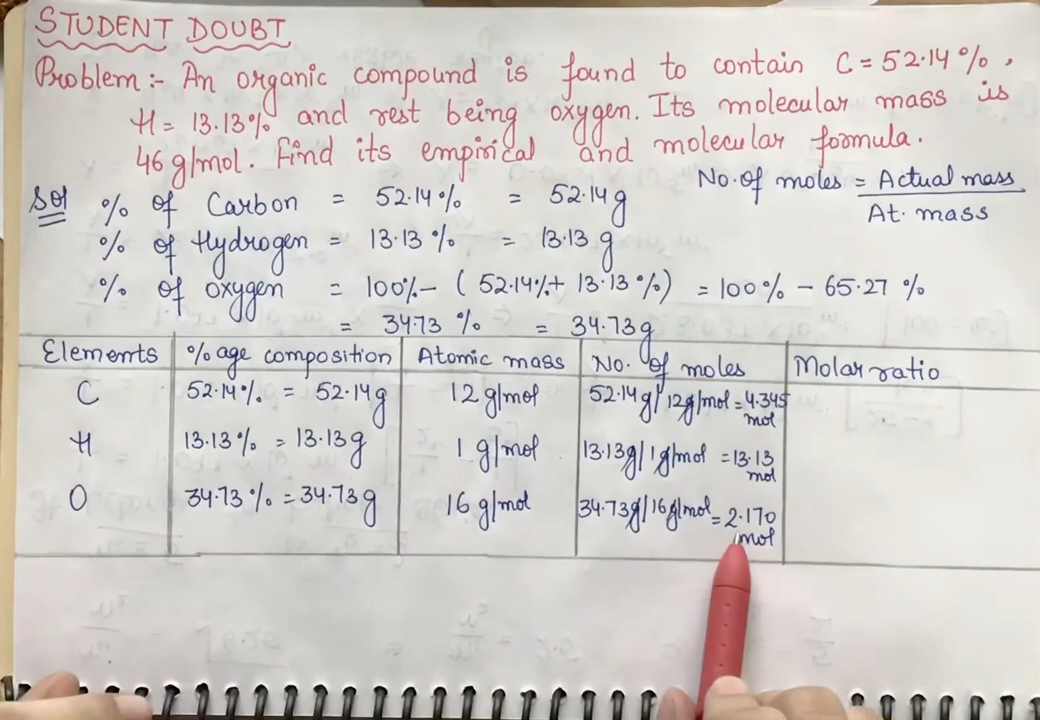 STUDENT DOUBT
Problem:- An organic compound is found to contain C = 52.14%,
H = 13.13% and rest being oxygen. Its molecular mass is
46 g/mol. Find its empirical and molecular formula.
No. of moles = Actual mass
At. mass
Sol % of Carbon = 52.14% = 52.14g
% of Hydrogen = 13.13% = 13.13 g
% of oxygen = 100% - (52.14% + 13.13%) = 100% - 65.27 %
= 34.73 % = 34.73g
Elements %age composition Atomic mass No. of moles Molar ratio
C 52.14% = 52.14g 12 g/mol 52.14g/12g/mol = 4.345 mol
H 13.13% = 13.13g 1 g/mol 13.13g/1g/mol = 13.13 mol
O 34.73% = 34.73g 16 g/mol 34.73g/16g/mol = 2.170 mol